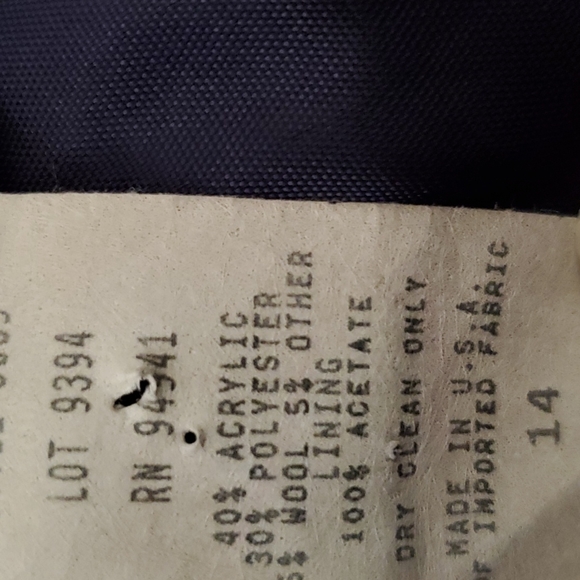 LOT 9394
RN
40% ACRYLIC
30% POLYESTER
WOOL 5% OTHER
LINING
100% ACETATE
DRY CLEAN ONLY
MADE IN U.S.A.
IMPORTED FABRIC
14